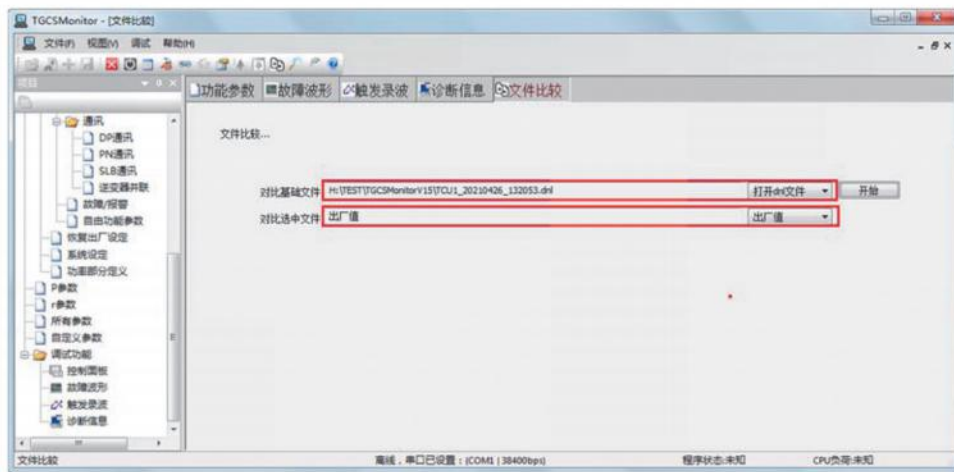 TGCSMonitor - [文件比较]
文件(F) 视图(V) 调试 帮助(H)
项目
功能参数 故障波形 触发录波 诊断信息 文件比较
通讯
DP通讯
PN通讯
SLB通讯
逆变器并联
故障/报警
自由功能参数
恢复出厂设定
系统设定
功率部分定义
P参数
r参数
所有参数
自定义参数
调试功能
控制面板
故障波形
触发录波
诊断信息
文件比较...
对比基础文件 H:\TEST\TGCSMonitorV15\TCU1_20210426_132053.dnl 打开dnl文件 开始
对比选中文件 出厂值 出厂值
文件比较 离线，串口已设置：(COM1 | 38400bps) 程序状态:未知 CPU负荷:未知